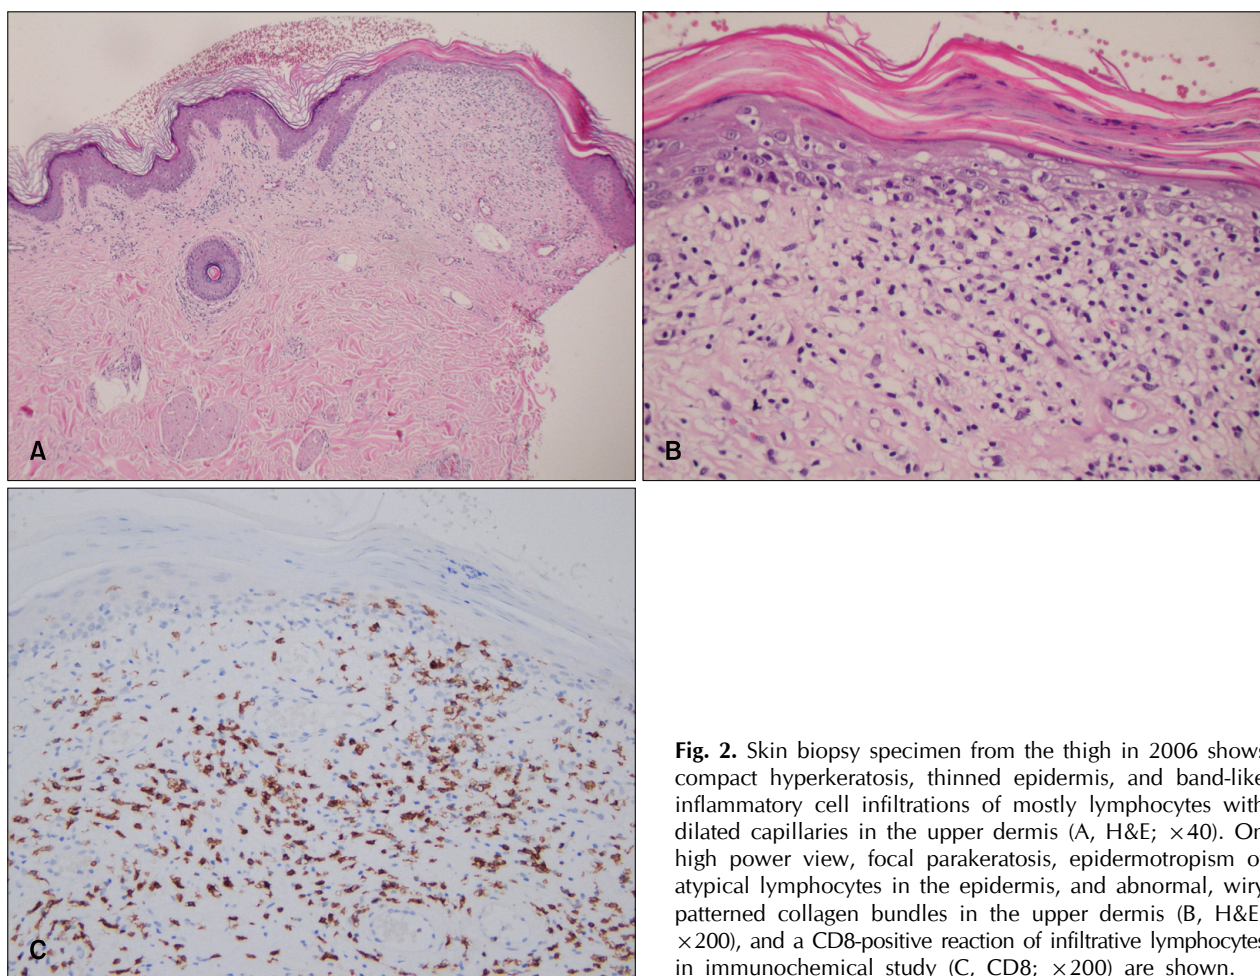 A
B
C
Fig. 2. Skin biopsy specimen from the thigh in 2006 shows
compact hyperkeratosis, thinned epidermis, and band-like
inflammatory cell infiltrations of mostly lymphocytes with
dilated capillaries in the upper dermis (A, H&E; ×40). On
high power view, focal parakeratosis, epidermotropism o
atypical lymphocytes in the epidermis, and abnormal, wiry
patterned collagen bundles in the upper dermis (B, H&E
×200), and a CD8-positive reaction of infiltrative lymphocytes
in immunochemical study (C, CD8; ×200) are shown.